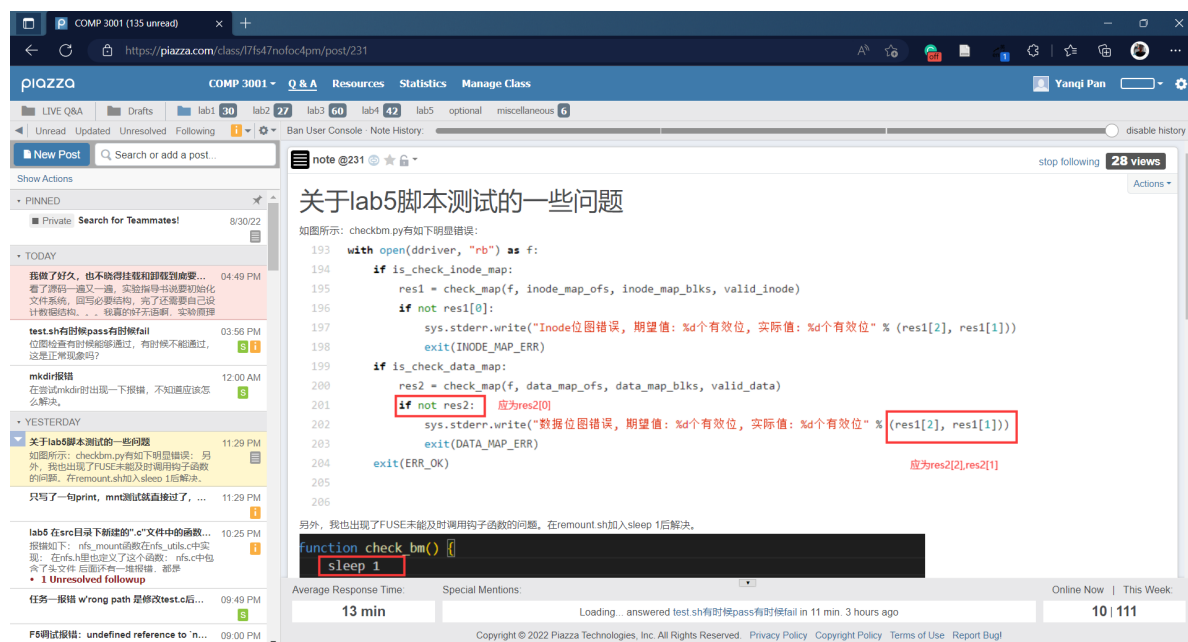 COMP 3001 (135 unread)
https://piazza.com/class/l7fs47nofoc4pm/post/231
off
1
piazza
COMP 3001
Q & A
Resources
Statistics
Manage Class
Yanqi Pan
LIVE Q&A
Drafts
lab1 30
lab2 27
lab3 60
lab4 42
lab5
optional
miscellaneous 6
Unread Updated Unresolved Following
Ban User Console · Note History:
disable history
New Post
Search or add a post...
Show Actions
PINNED
Private Search for Teammates! 8/30/22
TODAY
我做了好久，也不晓得挂载和卸载到底要... 04:49 PM
看了源码一遍又一遍，实验指导书说要初始化
文件系统，回写必要结构，完了还需要自己设
计数据结构。。。我真的好无语啊，实验原理
test.sh有时候pass有时候fail 03:56 PM
位图检查有时候能够通过，有时候不能通过，
这是正常现象吗？
S i
mkdir报错 12:00 AM
在尝试mkdir时出现一下报错，不知道应该怎
么解决。
S
YESTERDAY
关于lab5脚本测试的一些问题 11:29 PM
如图所示：checkbm.py有如下明显错误： 另
外，我也出现了FUSE未能及时调用钩子函数
的问题。在remount.sh加入sleep 1后解决。
只写了一句print，mnt测试就直接过了，... 11:29 PM
i
lab5 在src目录下新建的".c"文件中的函数... 10:25 PM
报错如下： nfs_mount函数在nfs_utils.c中实
现： 在nfs.h里也定义了这个函数： nfs.c中包
含了头文件 后面还有一堆报错，都是
i
• 1 Unresolved followup
任务一报错 w'rong path 是修改test.c后... 09:49 PM
S
F5调试报错：undefined reference to `n... 09:00 PM
note @231
stop following 28 views
Actions
关于lab5脚本测试的一些问题
如图所示：checkbm.py有如下明显错误：
193 with open(ddriver, "rb") as f:
194 if is_check_inode_map:
195 res1 = check_map(f, inode_map_ofs, inode_map_blks, valid_inode)
196 if not res1[0]:
197 sys.stderr.write("Inode位图错误, 期望值: %d个有效位, 实际值: %d个有效位" % (res1[2], res1[1]))
198 exit(INODE_MAP_ERR)
199 if is_check_data_map:
200 res2 = check_map(f, data_map_ofs, data_map_blks, valid_data)
201 if not res2: 应为res2[0]
202 sys.stderr.write("数据位图错误, 期望值: %d个有效位, 实际值: %d个有效位" % (res1[2], res1[1]))
203 exit(DATA_MAP_ERR)
204 exit(ERR_OK) 应为res2[2],res2[1]
205
206
另外，我也出现了FUSE未能及时调用钩子函数的问题。在remount.sh加入sleep 1后解决。
function check_bm() {
sleep 1
Average Response Time: Special Mentions: Online Now | This Week:
13 min Loading... answered test.sh有时候pass有时候fail in 11 min. 3 hours ago 10 | 111
Copyright © 2022 Piazza Technologies, Inc. All Rights Reserved. Privacy Policy Copyright Policy Terms of Use Report Bug!